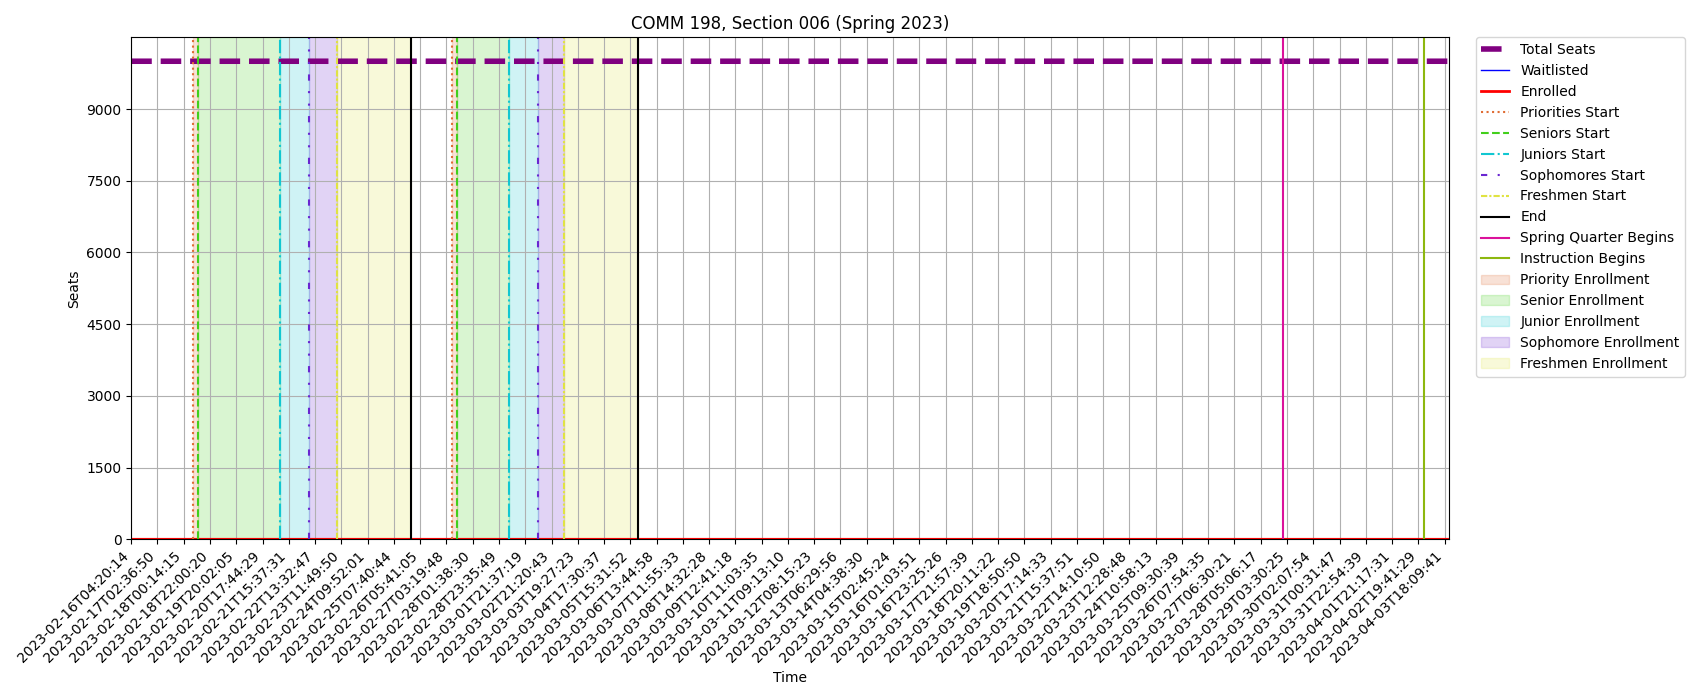 COMM 198, Section 006 (Spring 2023)
Seats
9000
7500
6000
4500
3000
1500
0
2023-02-16T04:20:14
2023-02-17T02:36:50
2023-02-18T00:14:15
2023-02-18T22:00:20
2023-02-19T20:02:05
2023-02-20T17:44:29
2023-02-21T15:37:31
2023-02-22T13:32:47
2023-02-23T11:49:50
2023-02-24T09:52:01
2023-02-25T07:40:44
2023-02-26T05:41:05
2023-02-27T03:19:48
2023-02-28T01:38:30
2023-02-28T23:35:49
2023-03-01T21:37:19
2023-03-02T21:20:43
2023-03-03T19:27:23
2023-03-04T17:30:37
2023-03-05T15:31:52
2023-03-06T13:44:58
2023-03-07T11:55:33
2023-03-08T14:32:28
2023-03-09T12:41:18
2023-03-10T11:03:35
2023-03-11T09:13:10
2023-03-12T08:15:23
2023-03-13T06:29:56
2023-03-14T04:38:30
2023-03-15T02:45:24
2023-03-16T01:03:51
2023-03-16T23:25:26
2023-03-17T21:57:39
2023-03-18T20:11:22
2023-03-19T18:50:50
2023-03-20T17:14:33
2023-03-21T15:37:51
2023-03-22T14:10:50
2023-03-23T12:28:48
2023-03-24T10:58:13
2023-03-25T09:30:39
2023-03-26T07:54:35
2023-03-27T06:30:21
2023-03-28T05:06:17
2023-03-29T03:30:25
2023-03-30T02:07:54
2023-03-31T00:31:47
2023-03-31T22:54:39
2023-04-01T21:17:31
2023-04-02T19:41:29
2023-04-03T18:09:41
Time
Total Seats
Waitlisted
Enrolled
Priorities Start
Seniors Start
Juniors Start
Sophomores Start
Freshmen Start
End
Spring Quarter Begins
Instruction Begins
Priority Enrollment
Senior Enrollment
Junior Enrollment
Sophomore Enrollment
Freshmen Enrollment